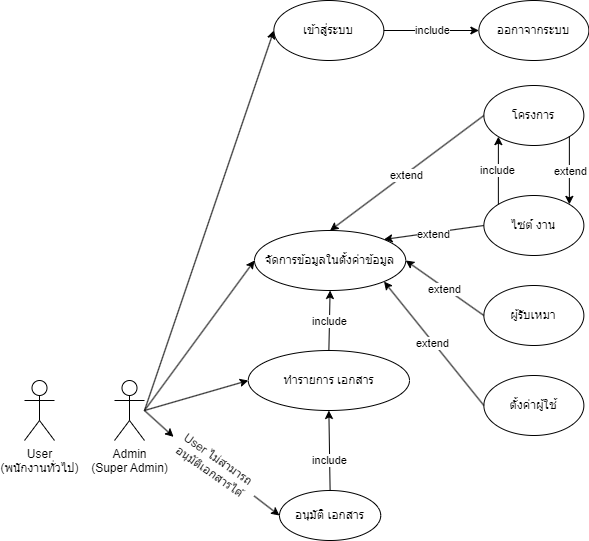 เข้าสู่ระบบ
include
ออกาจากระบบ
โครงการ
extend
include
extend
ไซต์ งาน
extend
จัดการข้อมูลในตั้งค่าข้อมูล
extend
ผู้รับเหมา
include
extend
ทำรายการ เอกสาร
ตั้งค่าผู้ใช้
User
(พนักงานทั่วไป)
Admin
(Super Admin)
User ไม่สามารถ
อนุมัติเอกสารได้
include
อนุมัติ เอกสาร